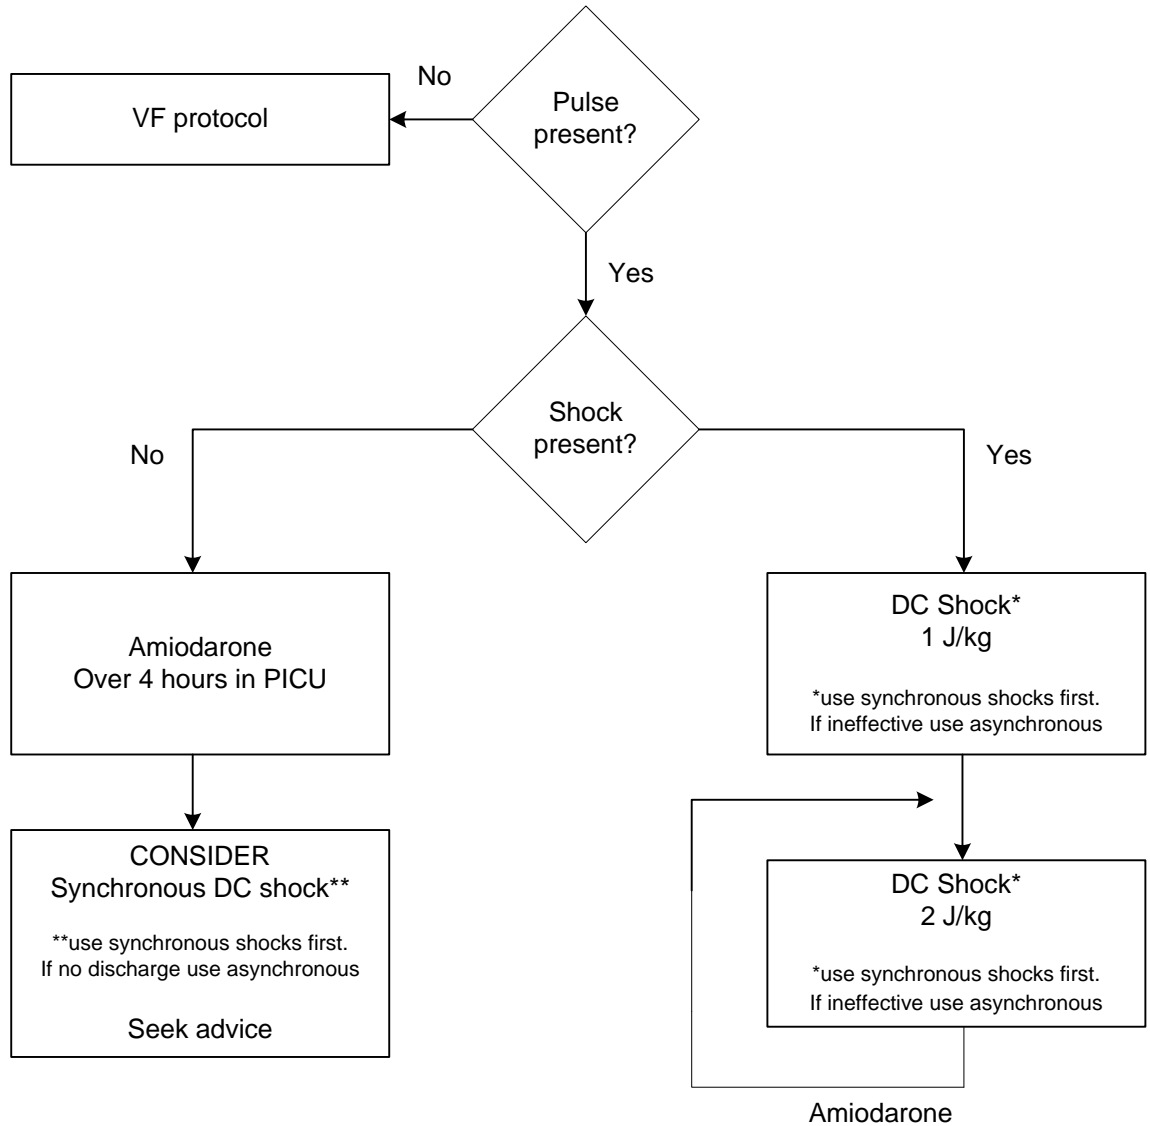 No
VF protocol
Pulse
present?
Yes
Shock
present?
No
Yes
Amiodarone
Over 4 hours in PICU
CONSIDER
Synchronous DC shock**
**use synchronous shocks first.
If no discharge use asynchronous
Seek advice
DC Shock*
1 J/kg
*use synchronous shocks first.
If ineffective use asynchronous
DC Shock*
2 J/kg
*use synchronous shocks first.
If ineffective use asynchronous
Amiodarone